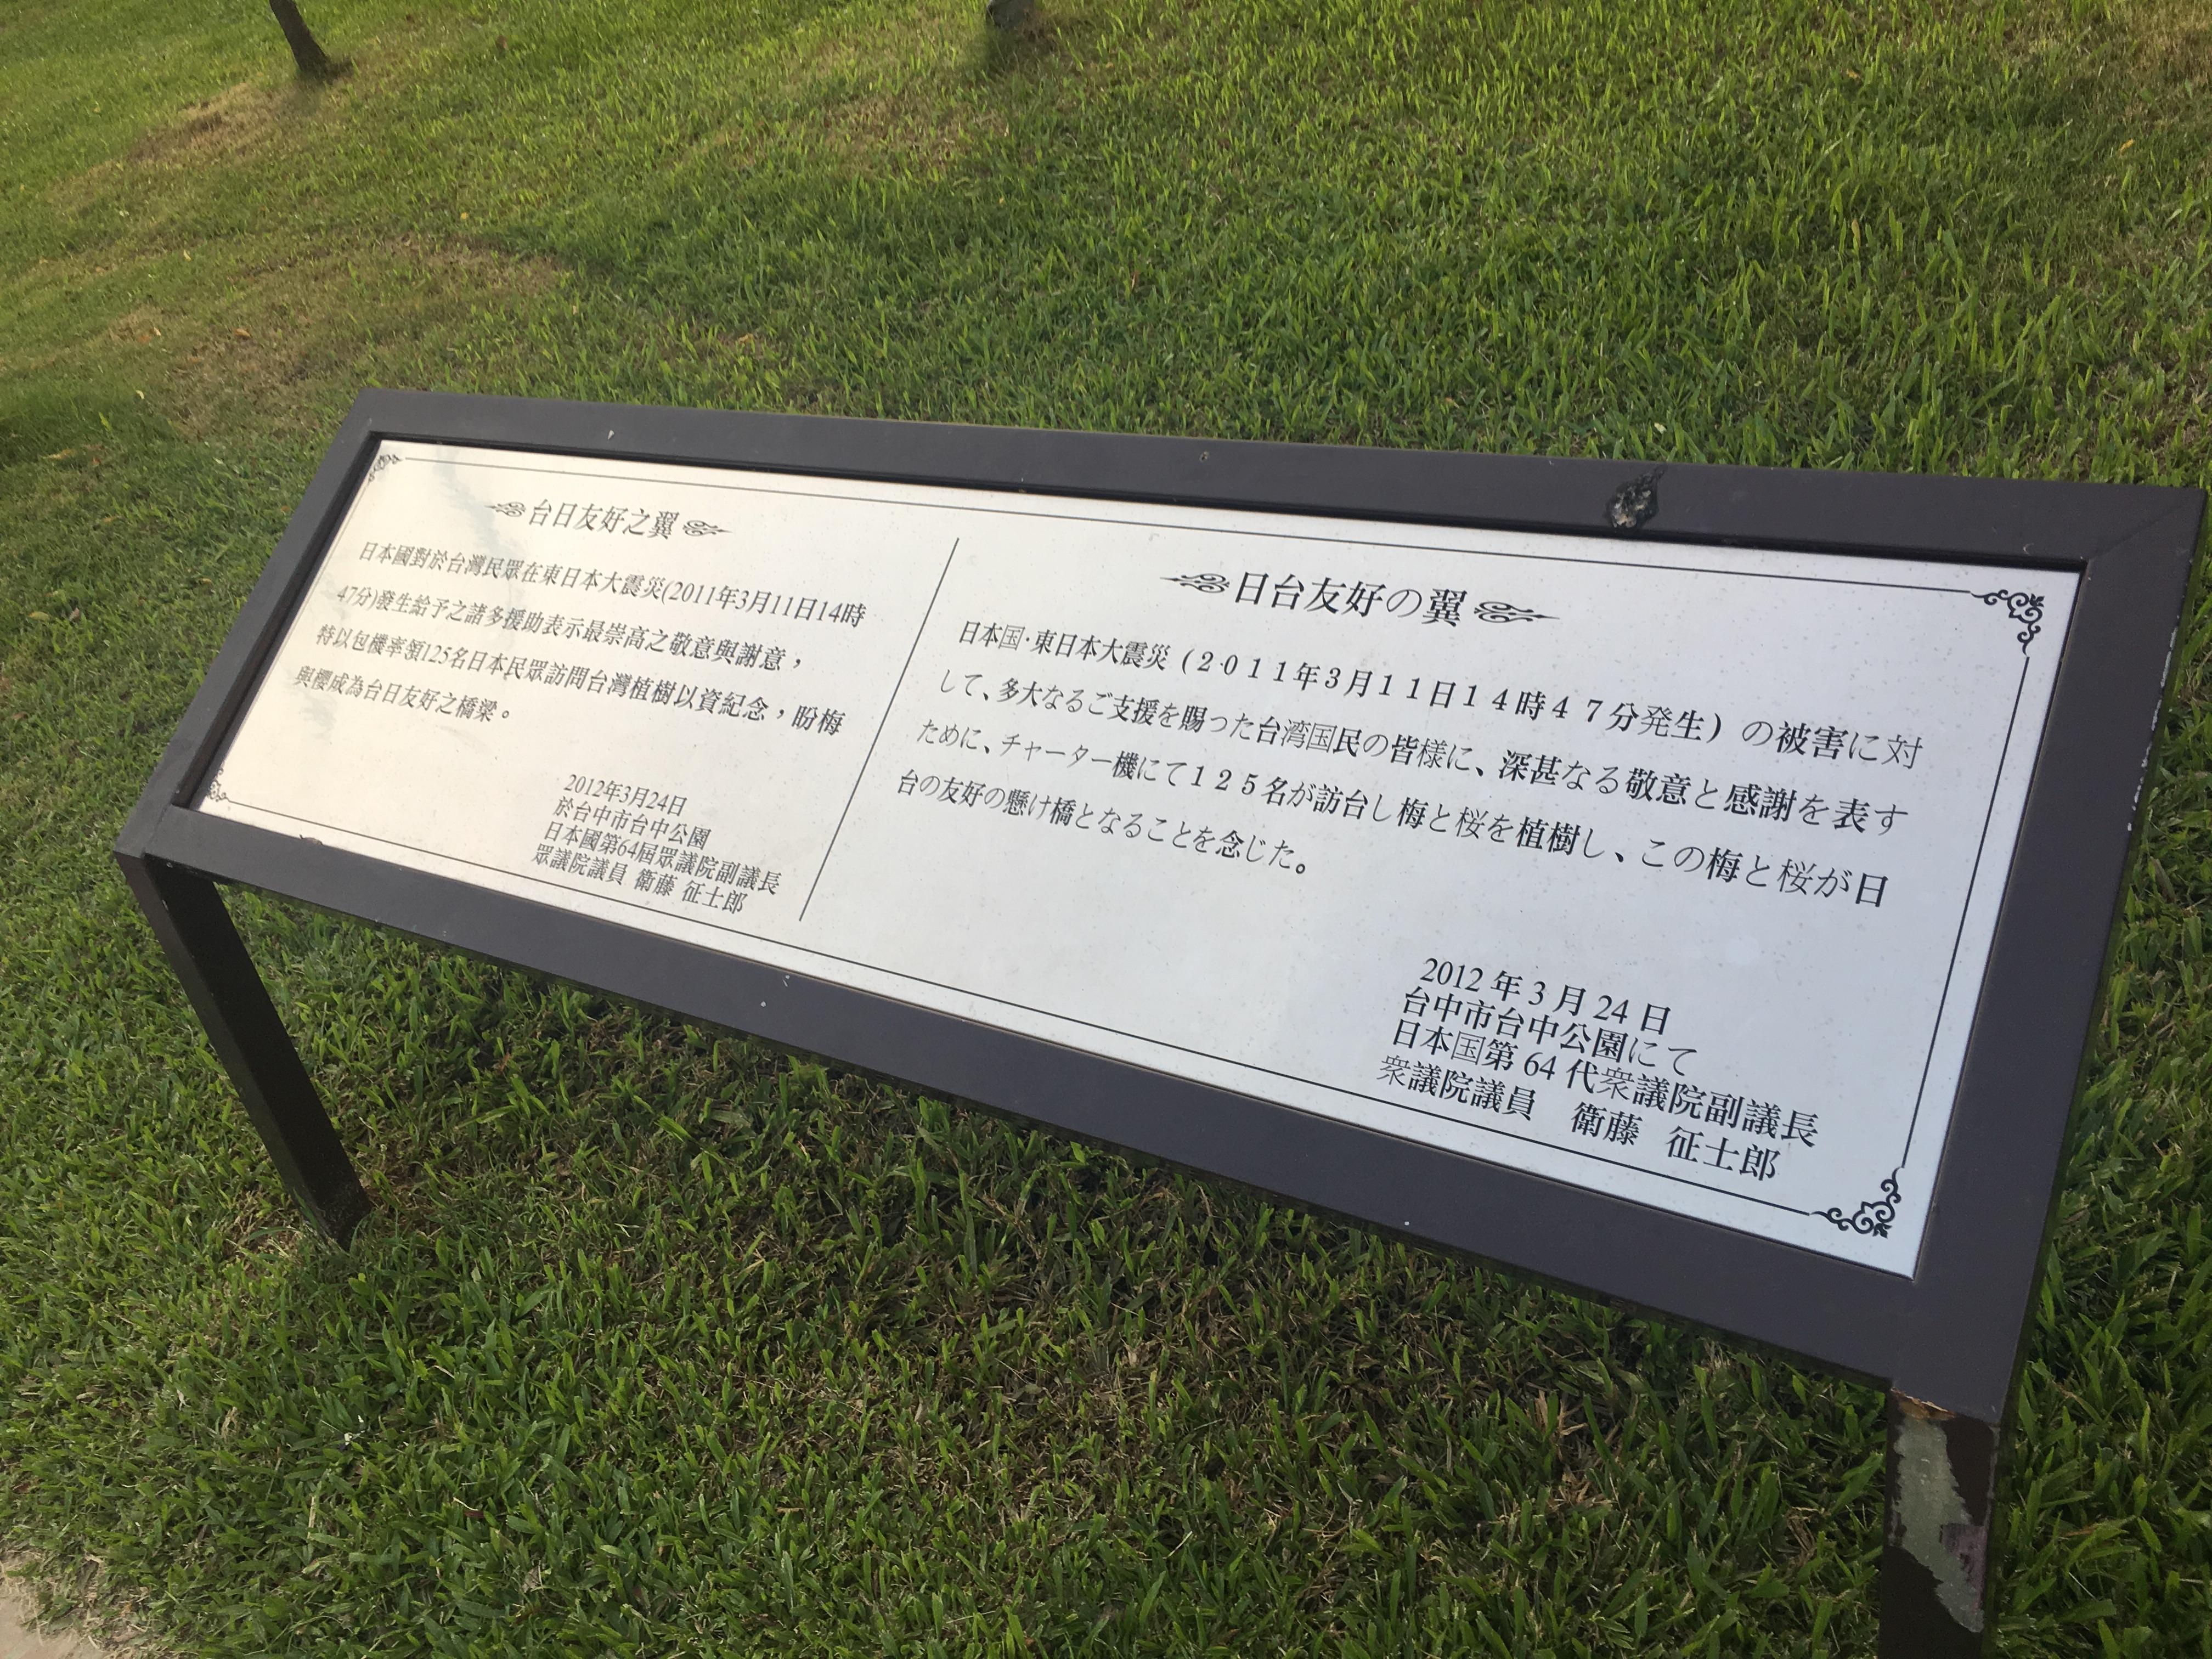 台日友好之翼
日本國對於台灣民眾在東日本大震災(2011年3月11日14時
47分)發生給予之諸多援助表示最崇高之敬意與謝意，
特以包機率領125名日本民眾訪問台灣植樹以資紀念，盼梅
與櫻成為台日友好之橋梁。
2012年3月24日
於台中市台中公園
日本國第64屆眾議院副議長
眾議院議員 衛藤 征士郎
日台友好の翼
日本国·東日本大震災（２０１１年３月１１日１４時４７分発生）の被害に対
して、多大なるご支援を賜った台湾国民の皆様に、深甚なる敬意と感謝を表す
ために、チャーター機にて１２５名が訪台し梅と桜を植樹し、この梅と桜が日
台の友好の懸け橋となることを念じた。
2012 年 3 月 24 日
台中市台中公園にて
日本国第 64 代衆議院副議長
衆議院議員　衛藤　征士郎